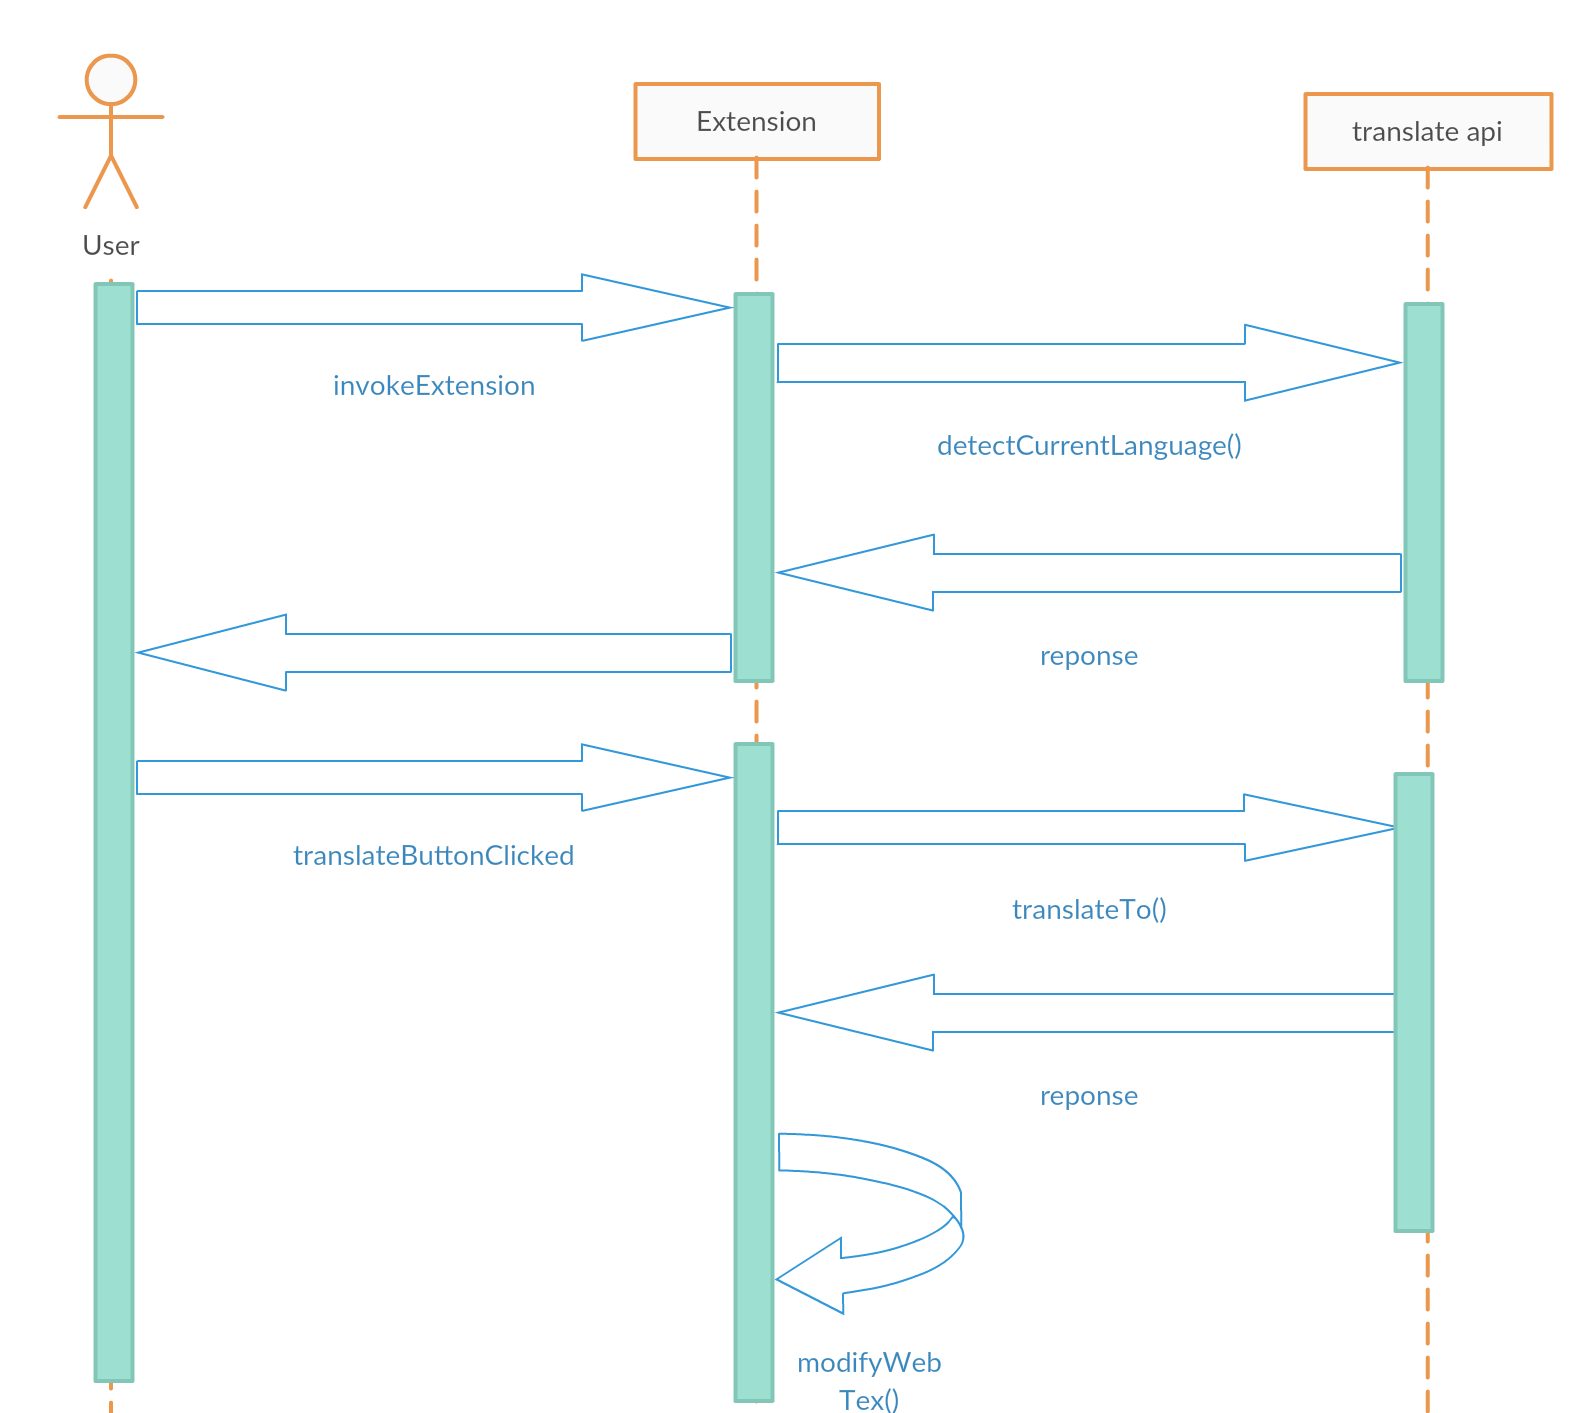 Extension
translate api
User
invokeExtension
detectCurrentLanguage()
reponse
translateButtonClicked
translateTo()
reponse
modifyWeb
Tex()